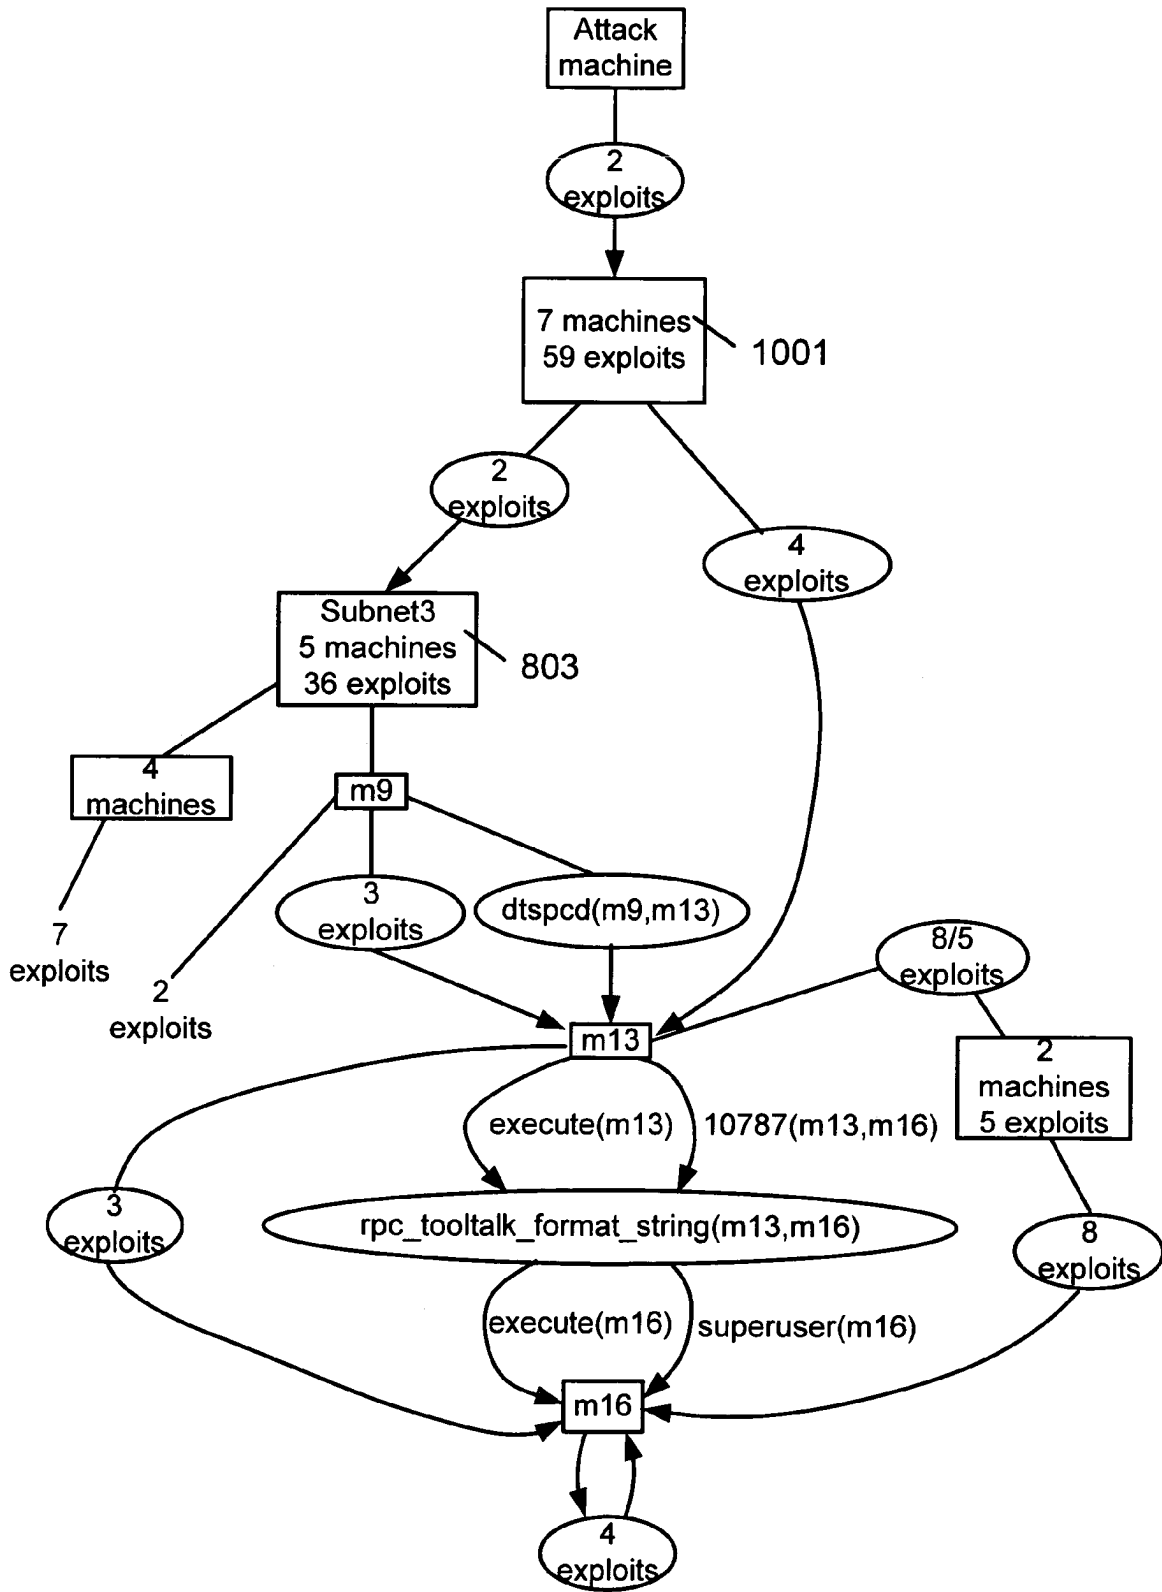 Attack
machine
2
exploits
7 machines
59 exploits
1001
2
exploits
4
exploits
Subnet3
5 machines
36 exploits
803
4
machines
m9
7
exploits
2
exploits
3
exploits
dtspcd(m9,m13)
8/5
exploits
m13
2
machines
5 exploits
execute(m13)
10787(m13,m16)
3
exploits
rpc_tooltalk_format_string(m13,m16)
8
exploits
execute(m16)
superuser(m16)
m16
4
exploits